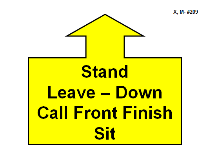 Stand
Leave – Down
Call Front Finish
Sit